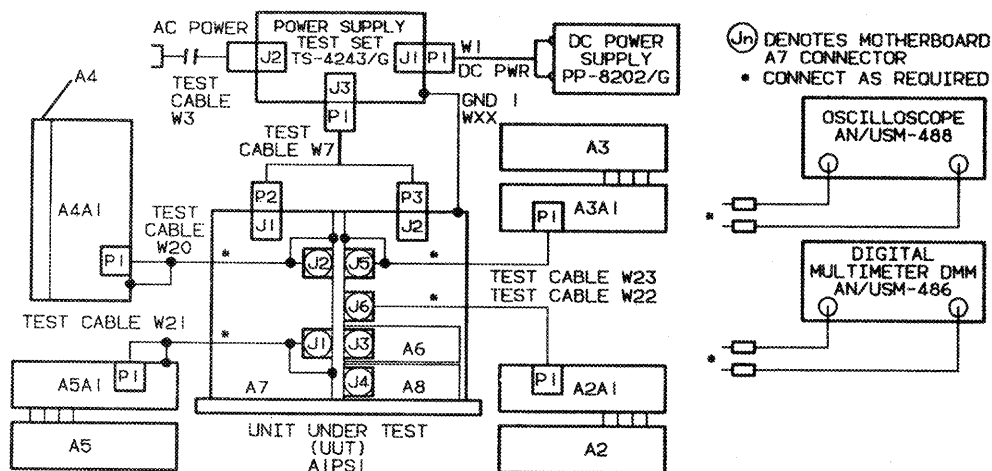 AC POWER
POWER SUPPLY
TEST SET
TS-4243/G
J2
J1
P1
W1
DC PWR
DC POWER
SUPPLY
PP-8202/G
Jn DENOTES MOTHERBOARD
A7 CONNECTOR
* CONNECT AS REQUIRED
A4
TEST
CABLE
W3
J3
P1
GND 1
WXX
TEST
CABLE W7
A3
OSCILLOSCOPE
AN/USM-488
A4A1
TEST
CABLE
W20
P1
P2
J1
P3
J2
P1
A3A1
*
*
J2
J5
*
TEST CABLE W23
TEST CABLE W22
DIGITAL
MULTIMETER DMM
AN/USM-486
J6
*
TEST CABLE W21
*
J1
J3
A6
*
A5A1
P1
A7
J4
A8
P1
A2A1
A5
UNIT UNDER TEST
(UUT)
A1PS1
A2